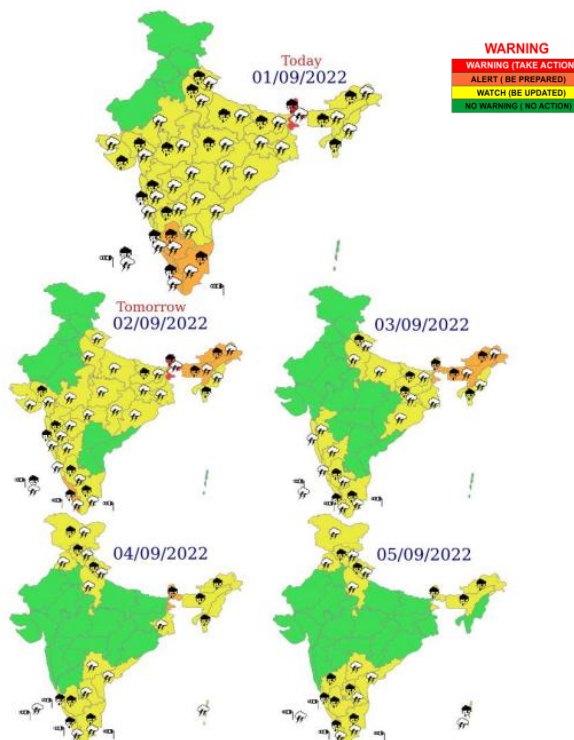 WARNING
WARNING (TAKE ACTION
ALERT ( BE PREPARED)
WATCH (BE UPDATED)
NO WARNING ( NO ACTION)
Today
01/09/2022
Tomorrow
02/09/2022
03/09/2022
04/09/2022
05/09/2022